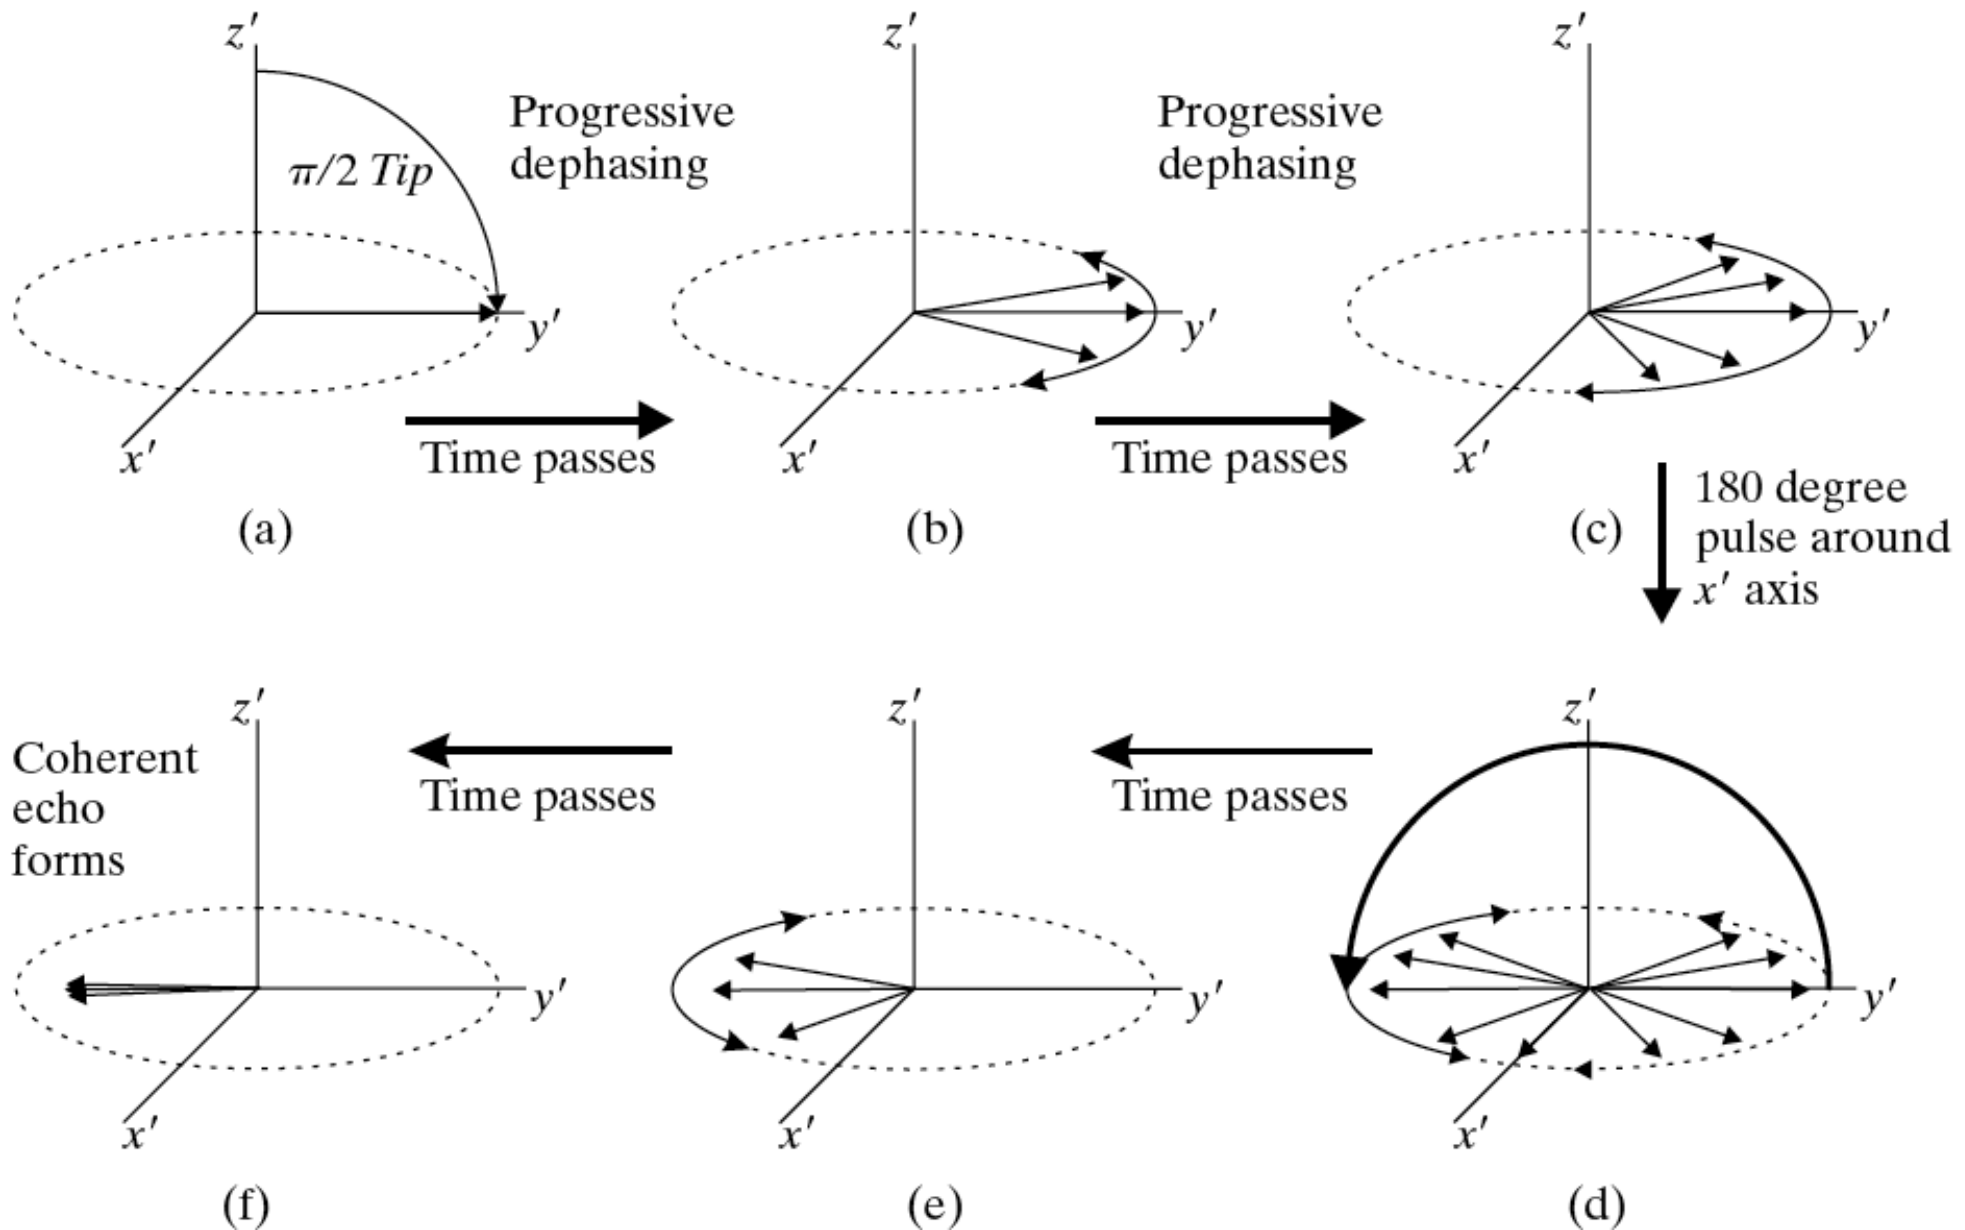 z′
π/2 Tip
y′
x′
(a)
Progressive
dephasing
Time passes
z′
y′
x′
(b)
Progressive
dephasing
Time passes
z′
y′
x′
(c)
180 degree
pulse around
x′ axis
z′
y′
x′
(d)
Time passes
z′
y′
x′
(e)
Time passes
Coherent
echo
forms
z′
y′
x′
(f)